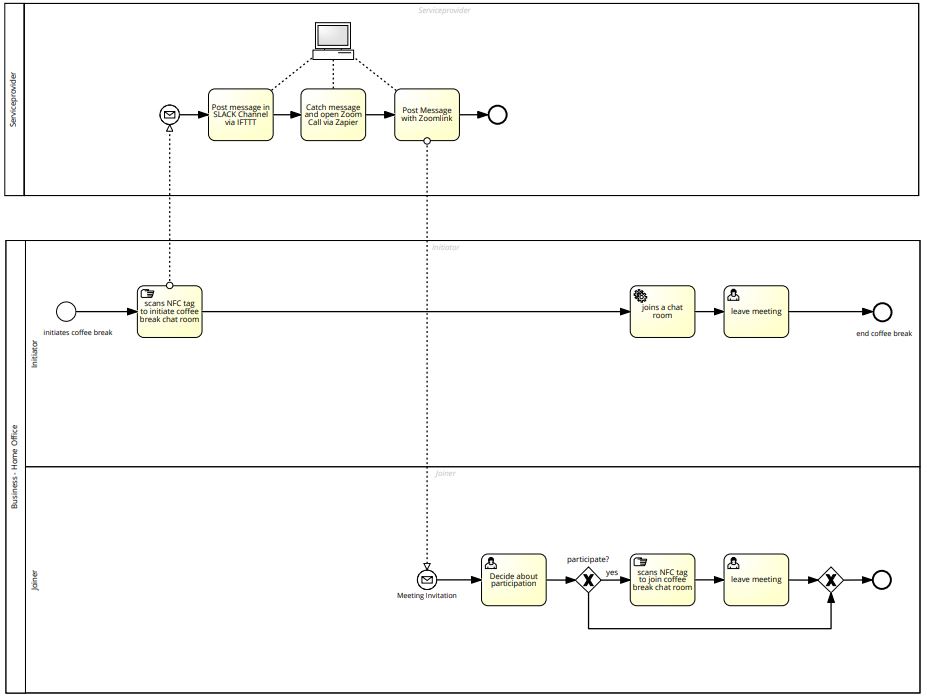 Serviceprovider
Serviceprovider
Post message in
SLACK Channel
via IFTTT
Catch message
and open Zoom
Call via Zapier
Post Message
with Zoomlink
Business - Home Office
Initiator
Initiator
initiates coffee break
scans NFC tag
to initiate coffee
break chat room
joins a chat
room
leave meeting
end coffee break
Joiner
Joiner
Meeting Invitation
Decide about
participation
participate?
yes
scans NFC tag
to join coffee
break chat room
leave meeting